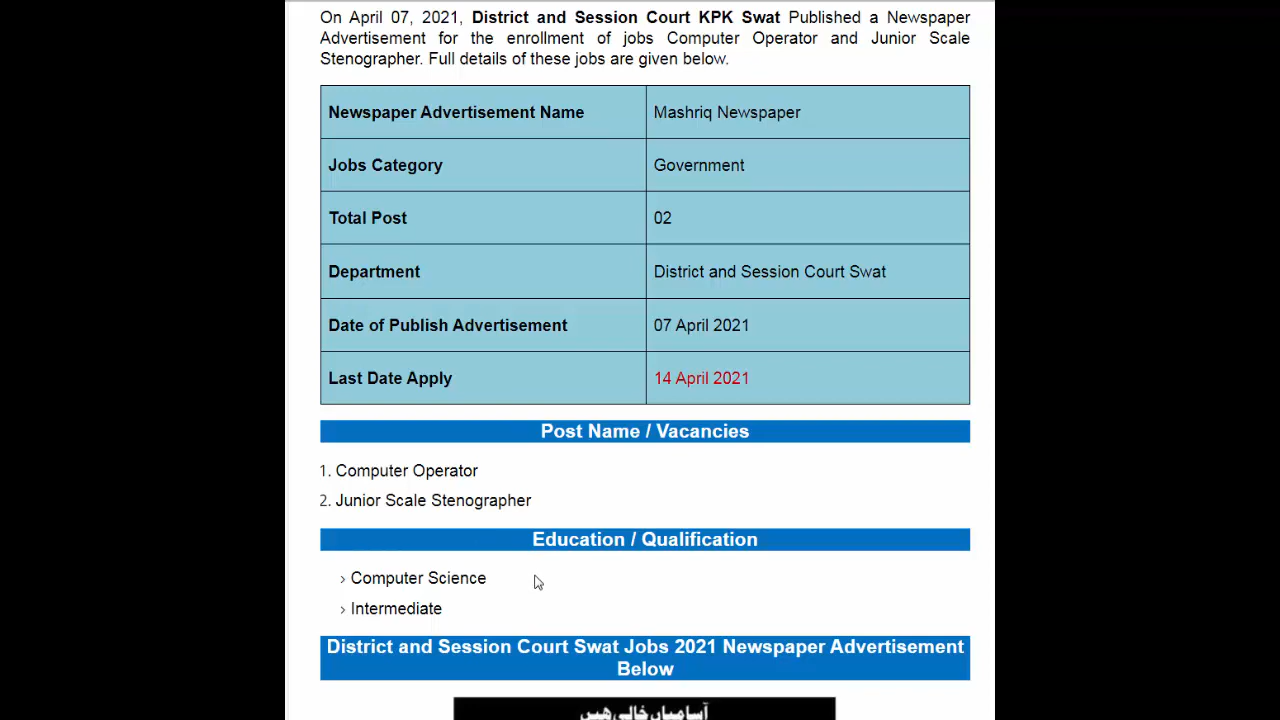 On April 07, 2021, District and Session Court KPK Swat Published a Newspaper
Advertisement for the enrollment of jobs Computer Operator and Junior Scale
Stenographer. Full details of these jobs are given below.
Newspaper Advertisement Name Mashriq Newspaper
Jobs Category Government
Total Post 02
Department District and Session Court Swat
Date of Publish Advertisement 07 April 2021
Last Date Apply 14 April 2021
Post Name / Vacancies
1. Computer Operator
2. Junior Scale Stenographer
Education / Qualification
› Computer Science
› Intermediate
District and Session Court Swat Jobs 2021 Newspaper Advertisement
Below
آسامیاں خالی ہیں